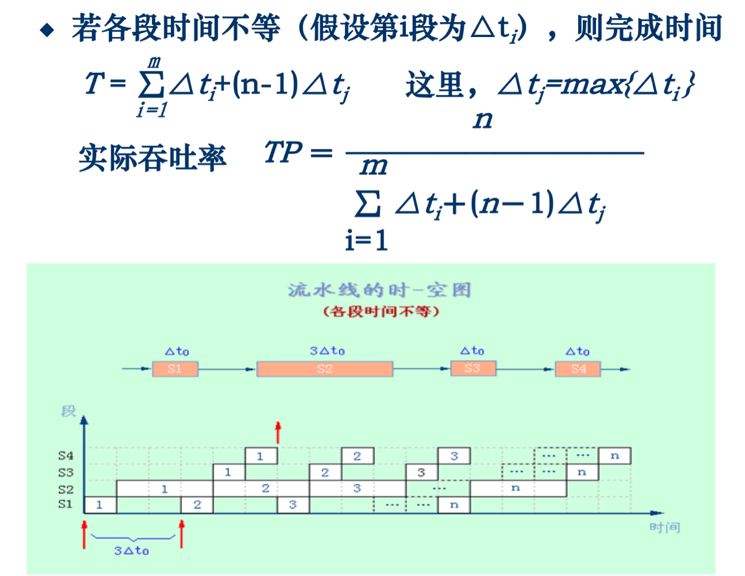 ◆ 若各段时间不等（假设第i段为△tᵢ），则完成时间
m
T = ∑ △tᵢ+(n-1)△tⱼ 这里，△tⱼ=max{△tᵢ}
i=1
n
实际吞吐率 TP =
m
∑ △tᵢ+(n－1)△tⱼ
i=1
流水线的时-空图
(各段时间不等)
△t₀ 3△t₀ △t₀ △t₀
S1 S2 S3 S4
段
S4 1 2 3 ··· ··· n
S3 1 2 3 ··· ··· n
S2 1 2 3 ··· n
S1 1 2 3 ··· ··· n
时间
3△t₀